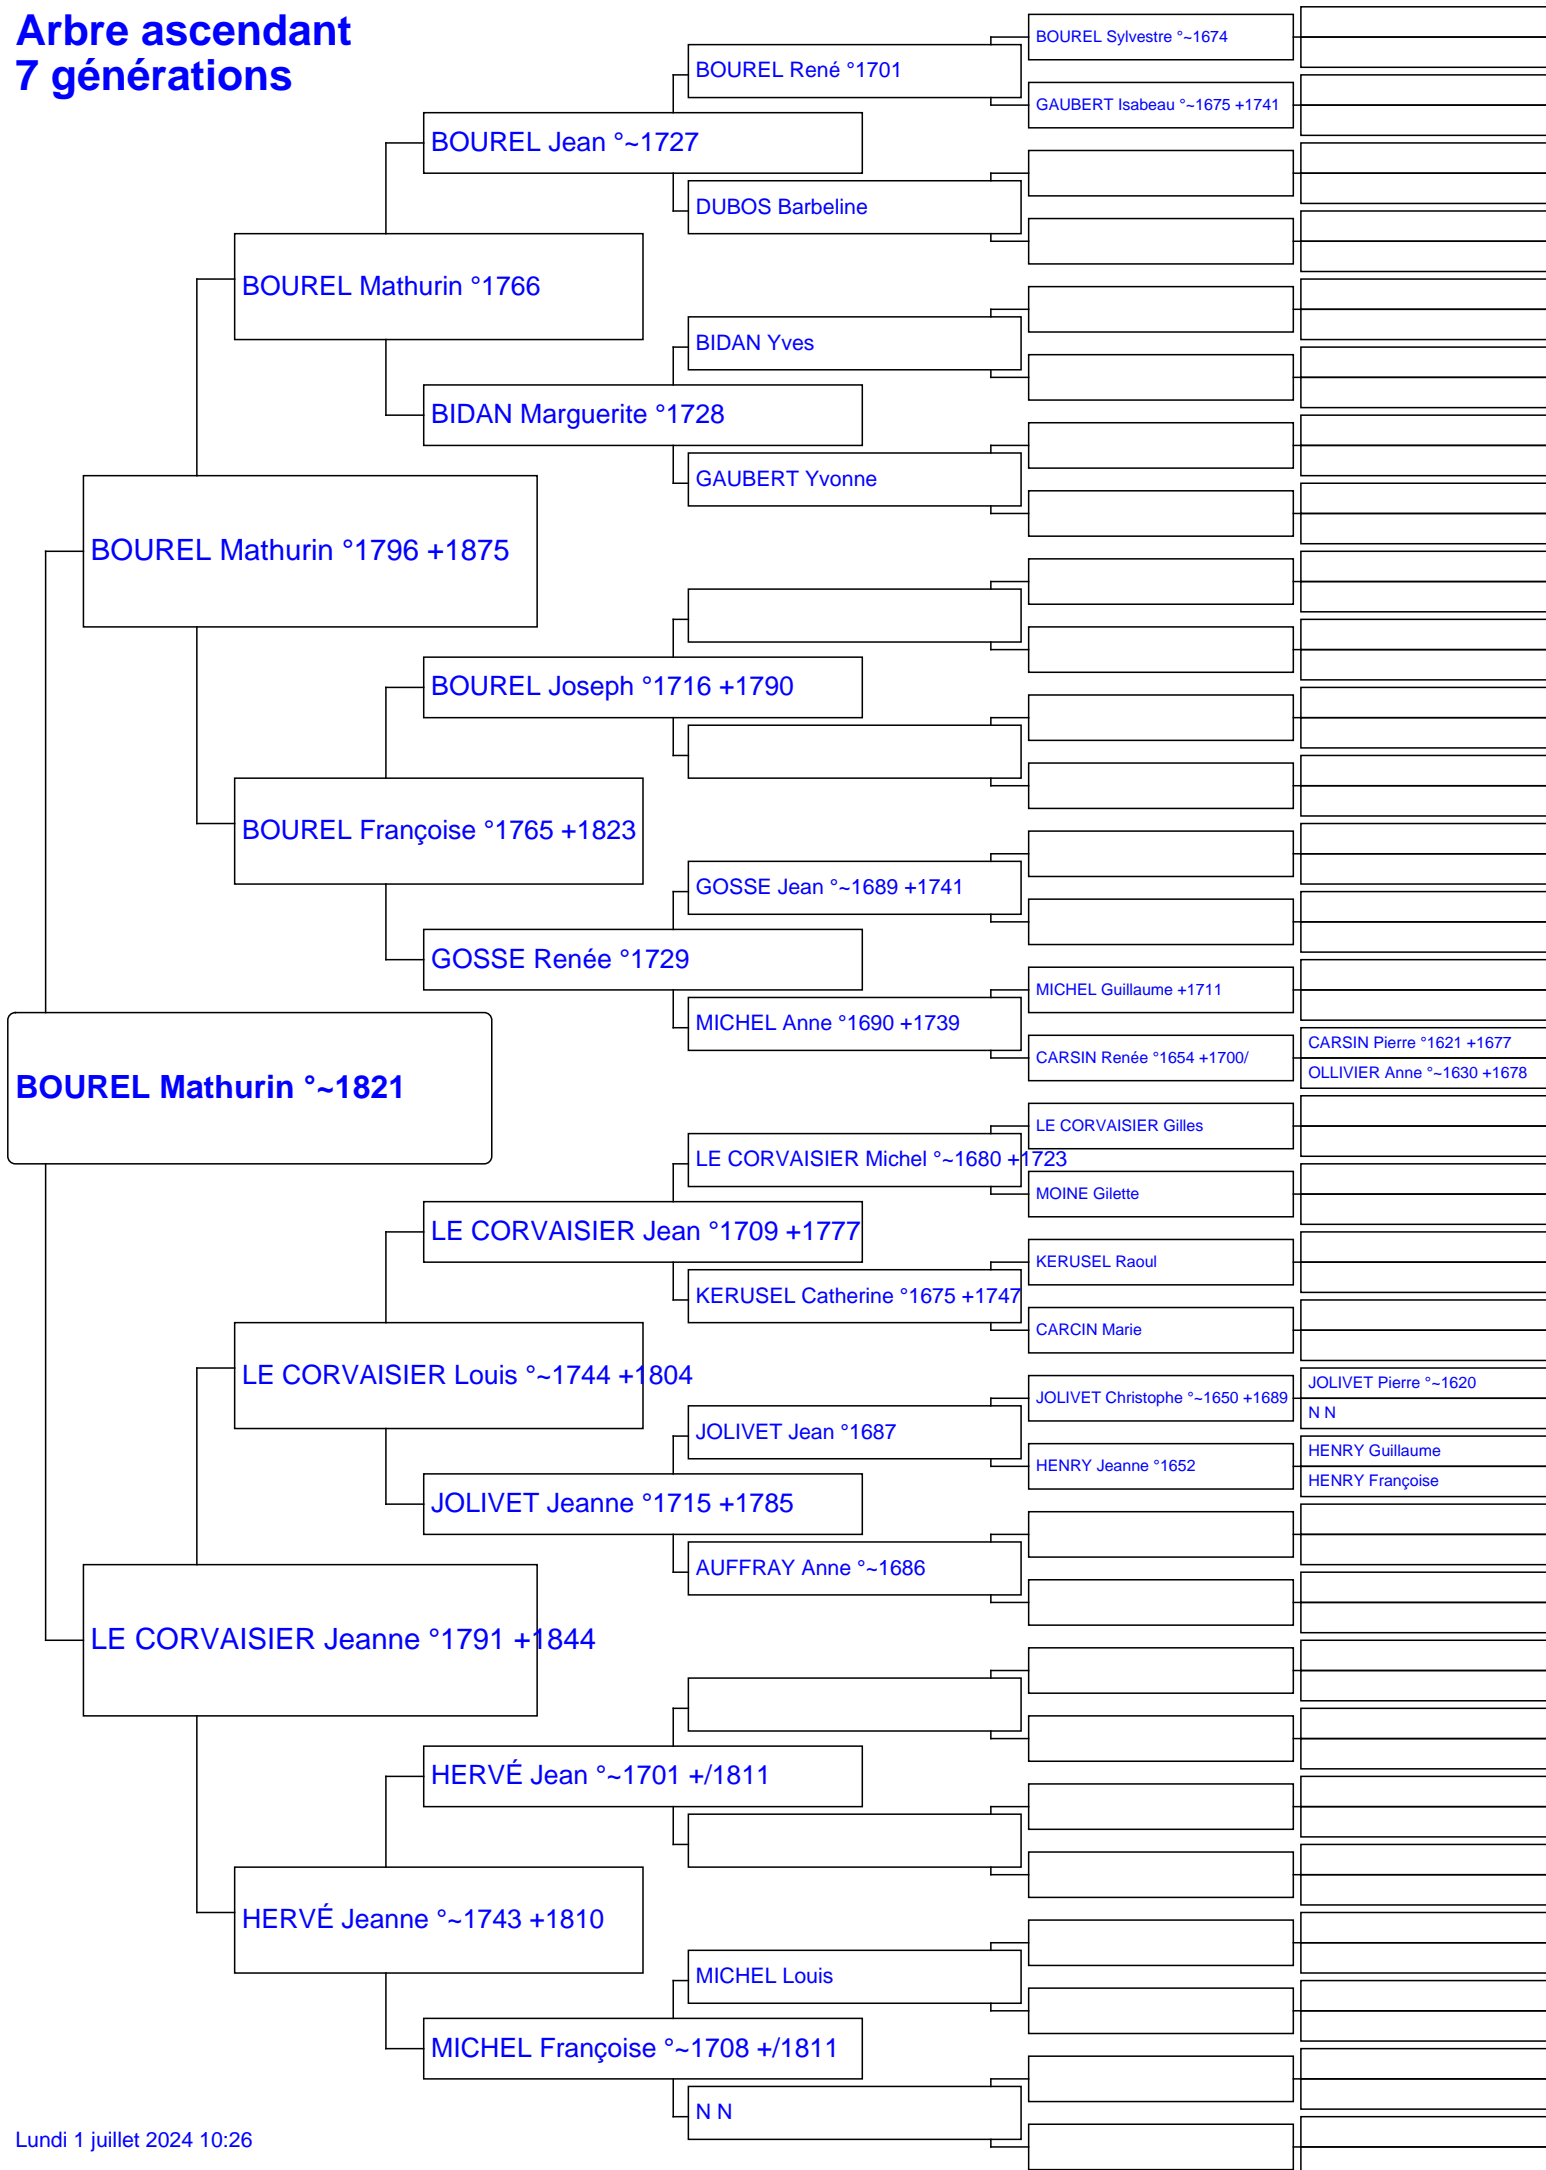 Arbre ascendant
7 générations
BOUREL Sylvestre °~1674
BOUREL René °1701
GAUBERT Isabeau °~1675 +1741
BOUREL Jean °~1727
DUBOS Barbeline
BOUREL Mathurin °1766
BIDAN Yves
BIDAN Marguerite °1728
GAUBERT Yvonne
BOUREL Mathurin °1796 +1875
BOUREL Joseph °1716 +1790
BOUREL Françoise °1765 +1823
GOSSE Jean °~1689 +1741
GOSSE Renée °1729
MICHEL Guillaume +1711
MICHEL Anne °1690 +1739
CARSIN Pierre °1621 +1677
CARSIN Renée °1654 +1700/
OLLIVIER Anne °~1630 +1678
BOUREL Mathurin °~1821
LE CORVAISIER Gilles
LE CORVAISIER Michel °~1680 +1723
MOINE Gilette
LE CORVAISIER Jean °1709 +1777
KERUSEL Raoul
KERUSEL Catherine °1675 +1747
CARCIN Marie
LE CORVAISIER Louis °~1744 +1804
JOLIVET Pierre °~1620
JOLIVET Christophe °~1650 +1689
N N
JOLIVET Jean °1687
HENRY Guillaume
HENRY Jeanne °1652
HENRY Françoise
JOLIVET Jeanne °1715 +1785
AUFFRAY Anne °~1686
LE CORVAISIER Jeanne °1791 +1844
HERVÉ Jean °~1701 +/1811
HERVÉ Jeanne °~1743 +1810
MICHEL Louis
MICHEL Françoise °~1708 +/1811
N N
Lundi 1 juillet 2024 10:26